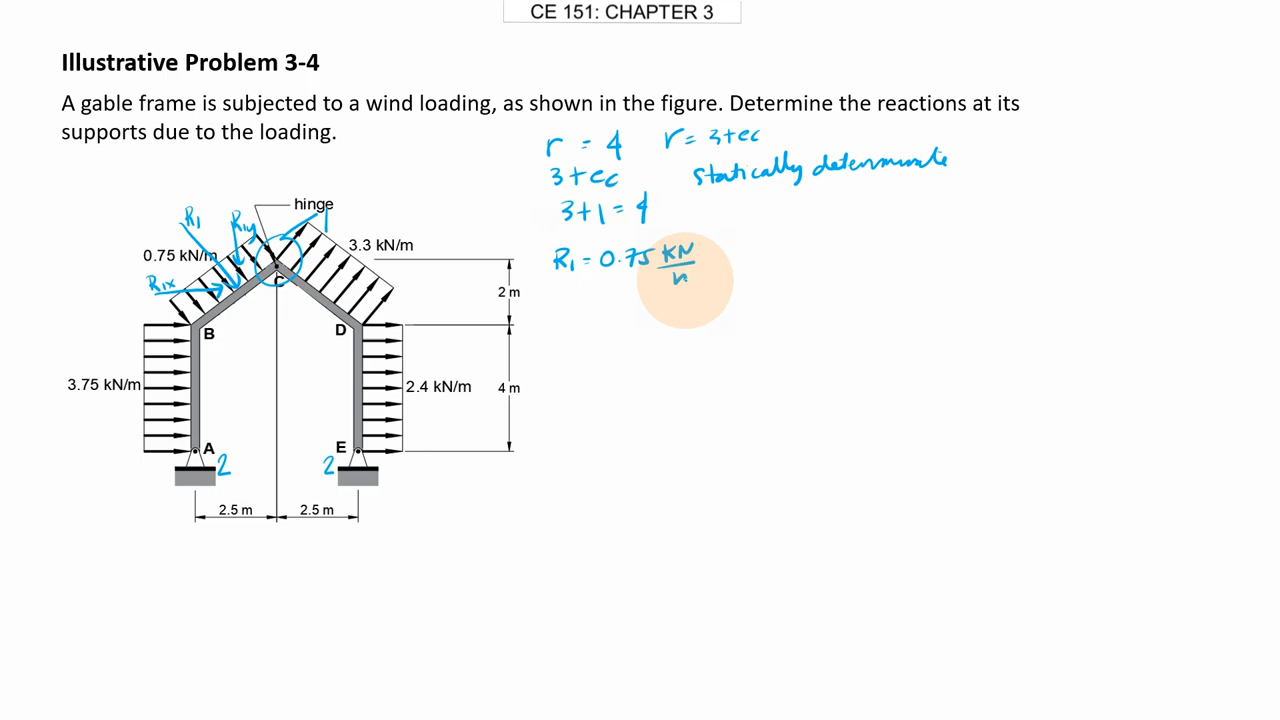 CE 151: CHAPTER 3
Illustrative Problem 3-4
A gable frame is subjected to a wind loading, as shown in the figure. Determine the reactions at its
supports due to the loading.
r = 4 r = 3+ec
3+ec statically determinate
3+1 = 4
hinge
R1 R1y 1
0.75 kN/m 3.3 kN/m
R1 = 0.75 KN
R1x C
2 m
B D
3.75 kN/m 2.4 kN/m 4 m
A E
2 2
2.5 m 2.5 m